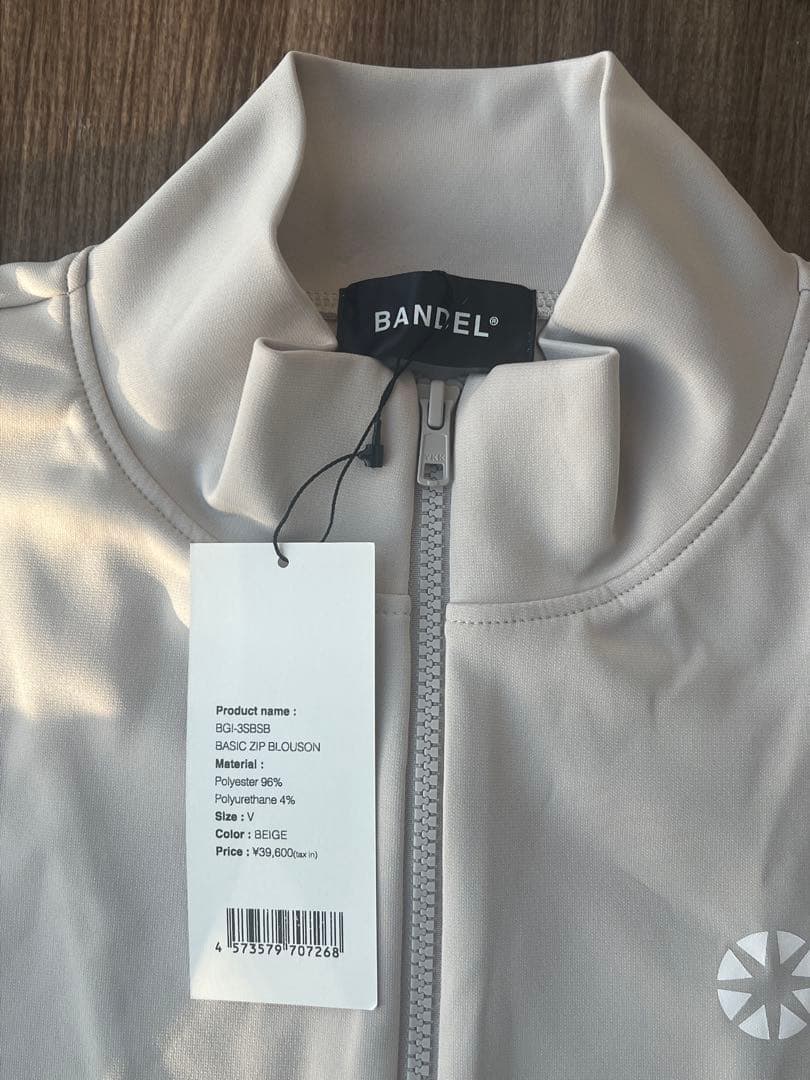 BANDEL®
YKK
Product name :
BGI-3SBSB
BASIC ZIP BLOUSON
Material :
Polyester 96%
Polyurethane 4%
Size : V
Color : BEIGE
Price : ¥39,600(tax in)
4 573579 707268